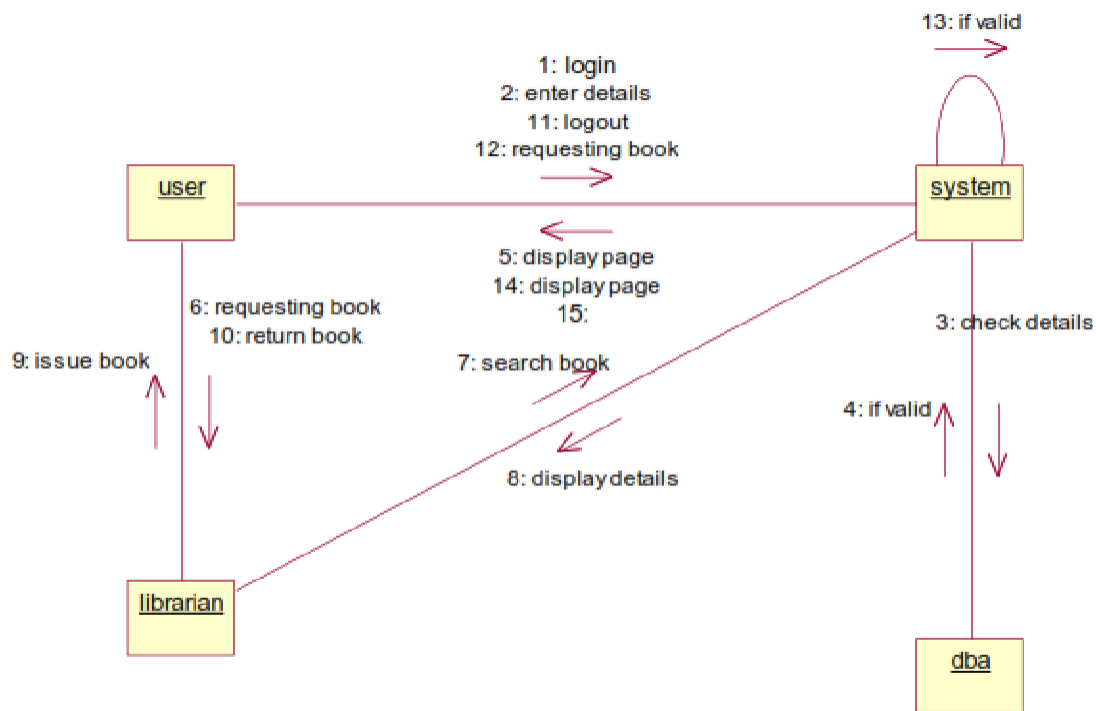 13: if valid
1: login
2: enter details
11: logout
12: requesting book
user
system
5: display page
14: display page
15:
6: requesting book
10: return book
3: check details
9: issue book
7: search book
4: if valid
8: display details
librarian
dba